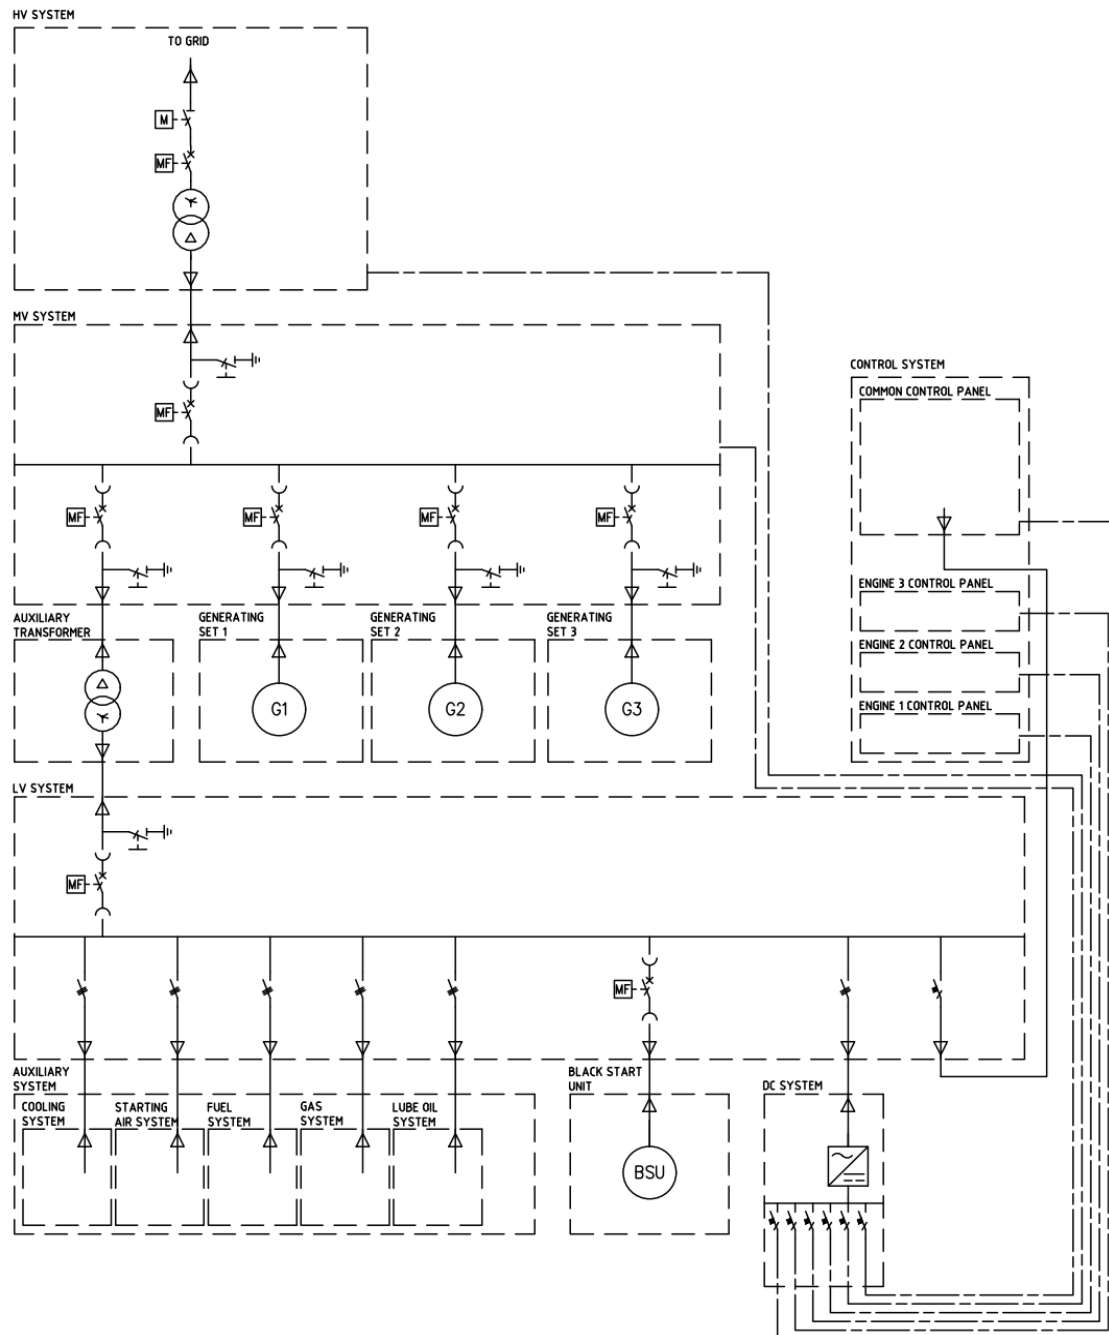 HV SYSTEM
TO GRID
M
MF
MV SYSTEM
MF
MF
MF
MF
MF
CONTROL SYSTEM
COMMON CONTROL PANEL
ENGINE 3 CONTROL PANEL
ENGINE 2 CONTROL PANEL
ENGINE 1 CONTROL PANEL
AUXILIARY
TRANSFORMER
GENERATING
SET 1
GENERATING
SET 2
GENERATING
SET 3
G1
G2
G3
LV SYSTEM
MF
MF
AUXILIARY
SYSTEM
COOLING
SYSTEM
STARTING
AIR SYSTEM
FUEL
SYSTEM
GAS
SYSTEM
LUBE OIL
SYSTEM
BLACK START
UNIT
BSU
DC SYSTEM